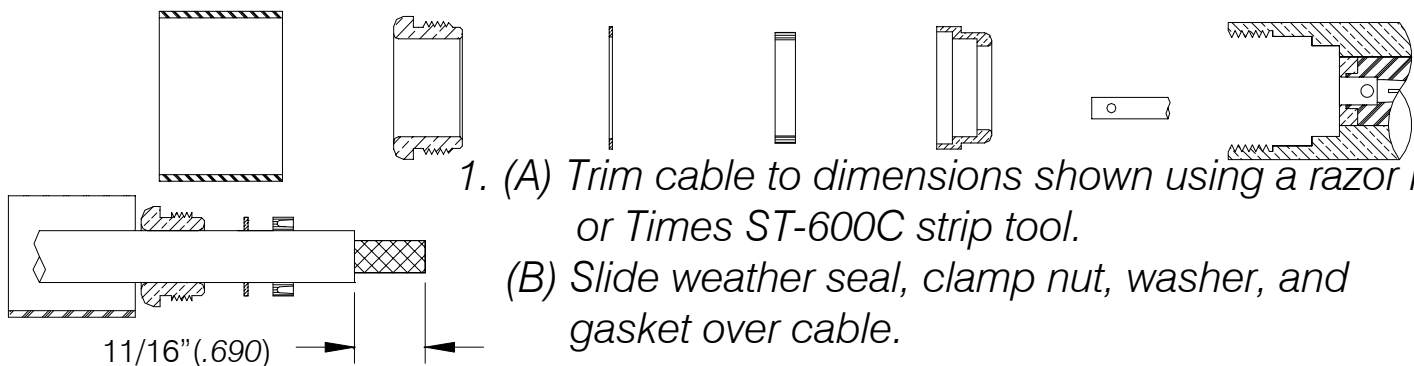 1. (A) Trim cable to dimensions shown using a razor
or Times ST-600C strip tool.
(B) Slide weather seal, clamp nut, washer, and
gasket over cable.
11/16”(.690)